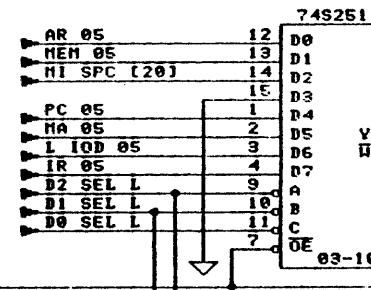 74S251
AR 05 12 D0
MEM 05 13 D1
MI SPC [20] 14 D2
15 D3
PC 05 1 D4
MA 05 2 D5 Y
L IOD 05 3 D6 W
IR 05 4 D7
D2 SEL L 9 A
D1 SEL L 10 B
D0 SEL L 11 C
7 OE
03-10